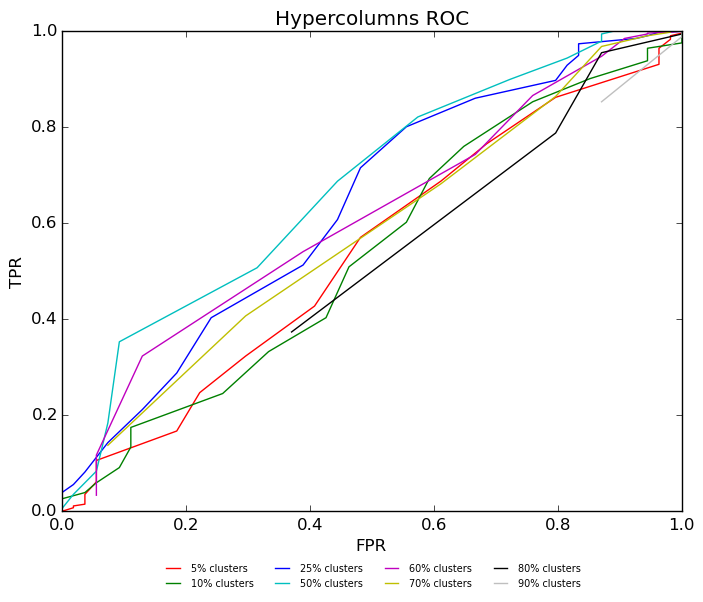 Hypercolumns ROC
1.0
0.8
0.6
0.4
0.2
0.0
TPR
0.0 0.2 0.4 0.6 0.8 1.0
FPR
5% clusters 25% clusters 60% clusters 80% clusters
10% clusters 50% clusters 70% clusters 90% clusters